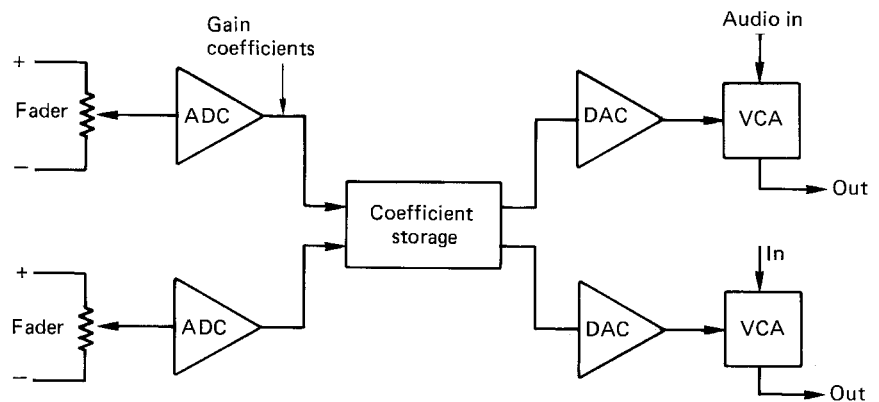 Gain
coefficients
Audio in
+
Fader
−
ADC
DAC
VCA
Out
Coefficient
storage
+
Fader
−
ADC
DAC
In
VCA
Out